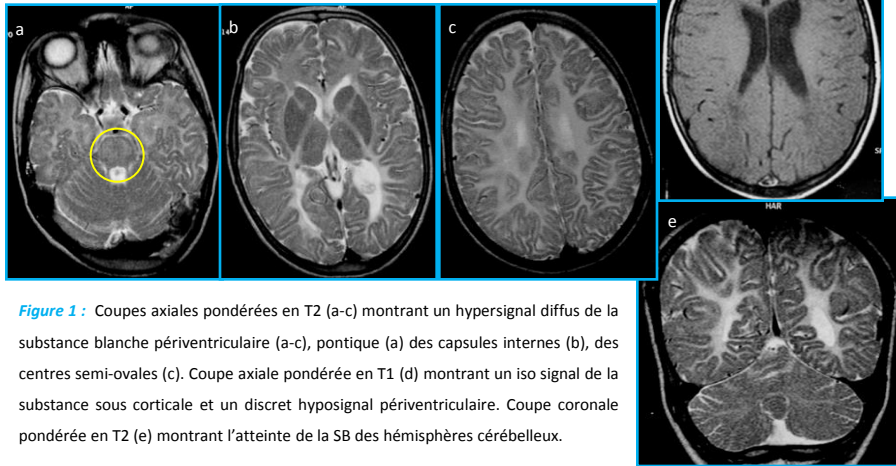 a
b
14
c
SI
HAR
e
Figure 1 : Coupes axiales pondérées en T2 (a-c) montrant un hypersignal diffus de la
substance blanche périventriculaire (a-c), pontique (a) des capsules internes (b), des
centres semi-ovales (c). Coupe axiale pondérée en T1 (d) montrant un iso signal de la
substance sous corticale et un discret hyposignal périventriculaire. Coupe coronale
pondérée en T2 (e) montrant l’atteinte de la SB des hémisphères cérébelleux.